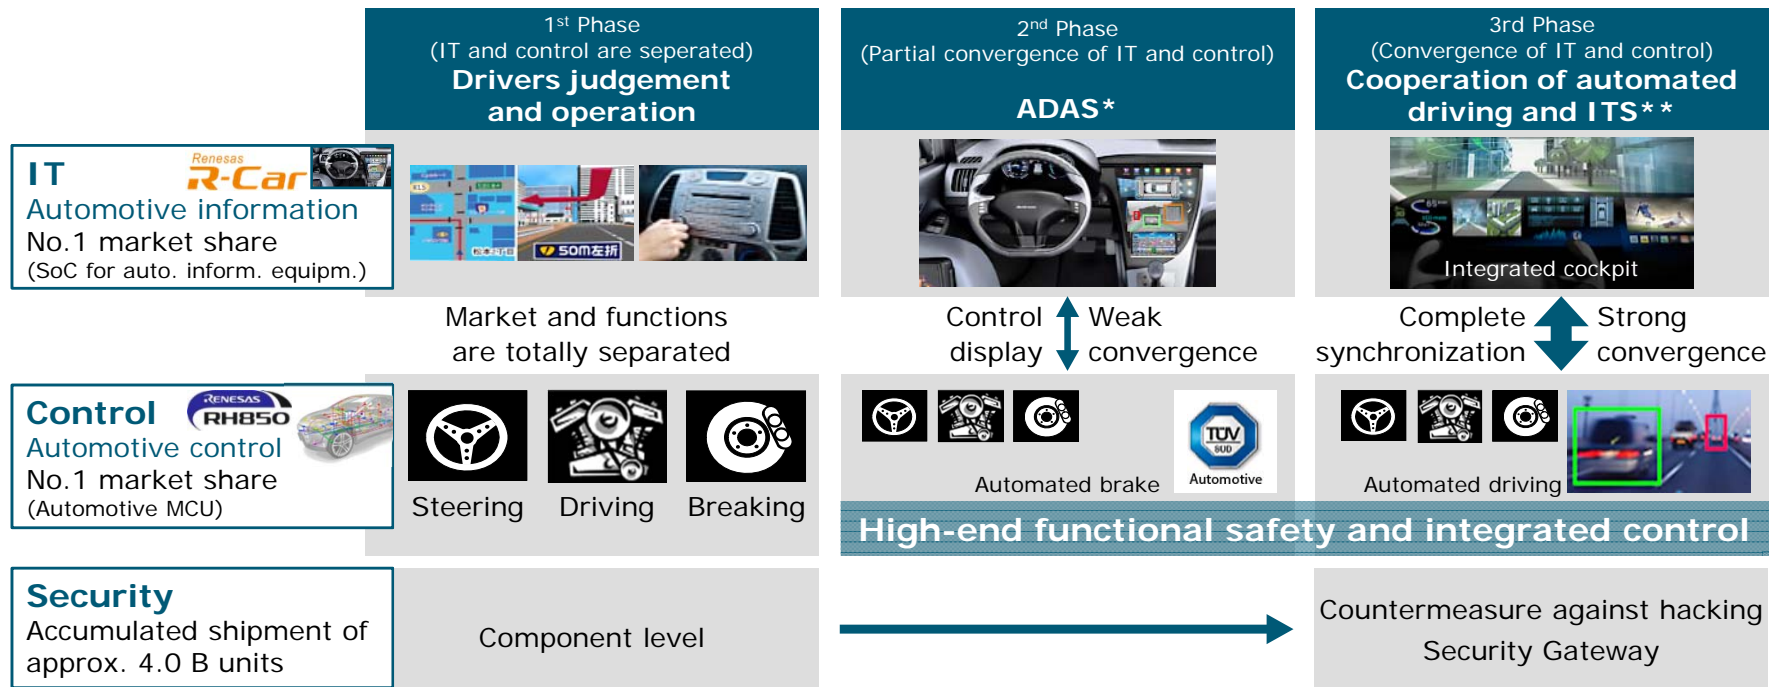 1st Phase
(IT and control are seperated)
Drivers judgement
and operation
2nd Phase
(Partial convergence of IT and control)
ADAS*
3rd Phase
(Convergence of IT and control)
Cooperation of automated
driving and ITS**
IT
Renesas
R-Car
Automotive information
No.1 market share
(SoC for auto. inform. equipm.)
50m左折
Integrated cockpit
Market and functions
are totally separated
Control
display
Weak
convergence
Complete
synchronization
Strong
convergence
Control
RENESAS
RH850
Automotive control
No.1 market share
(Automotive MCU)
Steering
Driving
Breaking
Automated brake
TÜV
SÜD
Automotive
Automated driving
High-end functional safety and integrated control
Security
Accumulated shipment of
approx. 4.0 B units
Component level
Countermeasure against hacking
Security Gateway